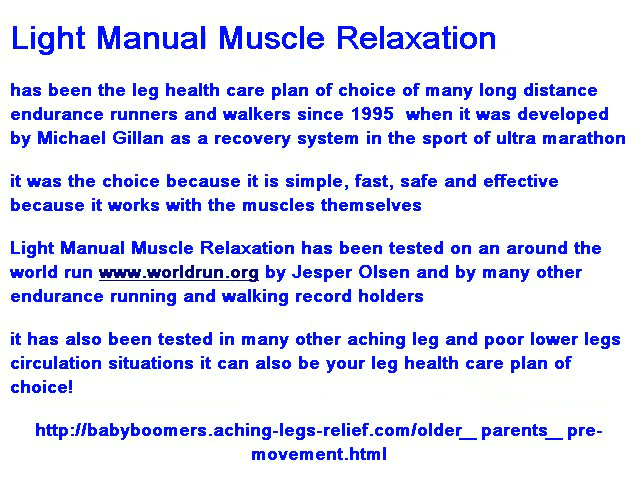 Light Manual Muscle Relaxation
has been the leg health care plan of choice of many long distance
endurance runners and walkers since 1995  when it was developed
by Michael Gillan as a recovery system in the sport of ultra marathon
it was the choice because it is simple, fast, safe and effective
because it works with the muscles themselves
Light Manual Muscle Relaxation has been tested on an around the
world run www.worldrun.org by Jesper Olsen and by many other
endurance running and walking record holders
it has also been tested in many other aching leg and poor lower legs
circulation situations it can also be your leg health care plan of
choice!
http://babyboomers.aching-legs-relief.com/older__ parents__ pre-
movement.html